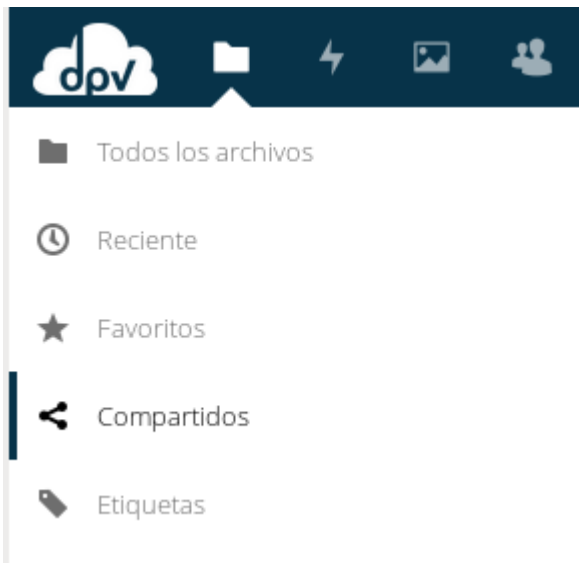 dpv
Todos los archivos
Reciente
Favoritos
Compartidos
Etiquetas